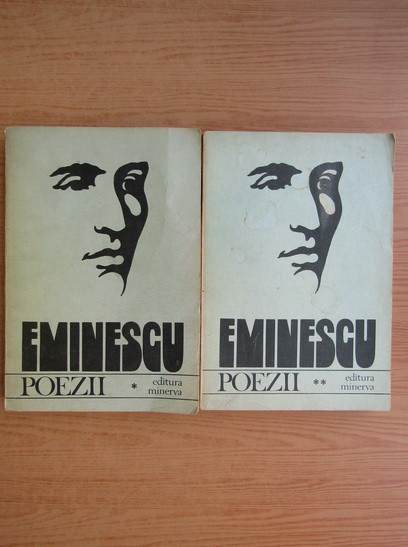 EMINESCU
POEZII * editura
minerva
EMINESCU
POEZII ** editura
minerva